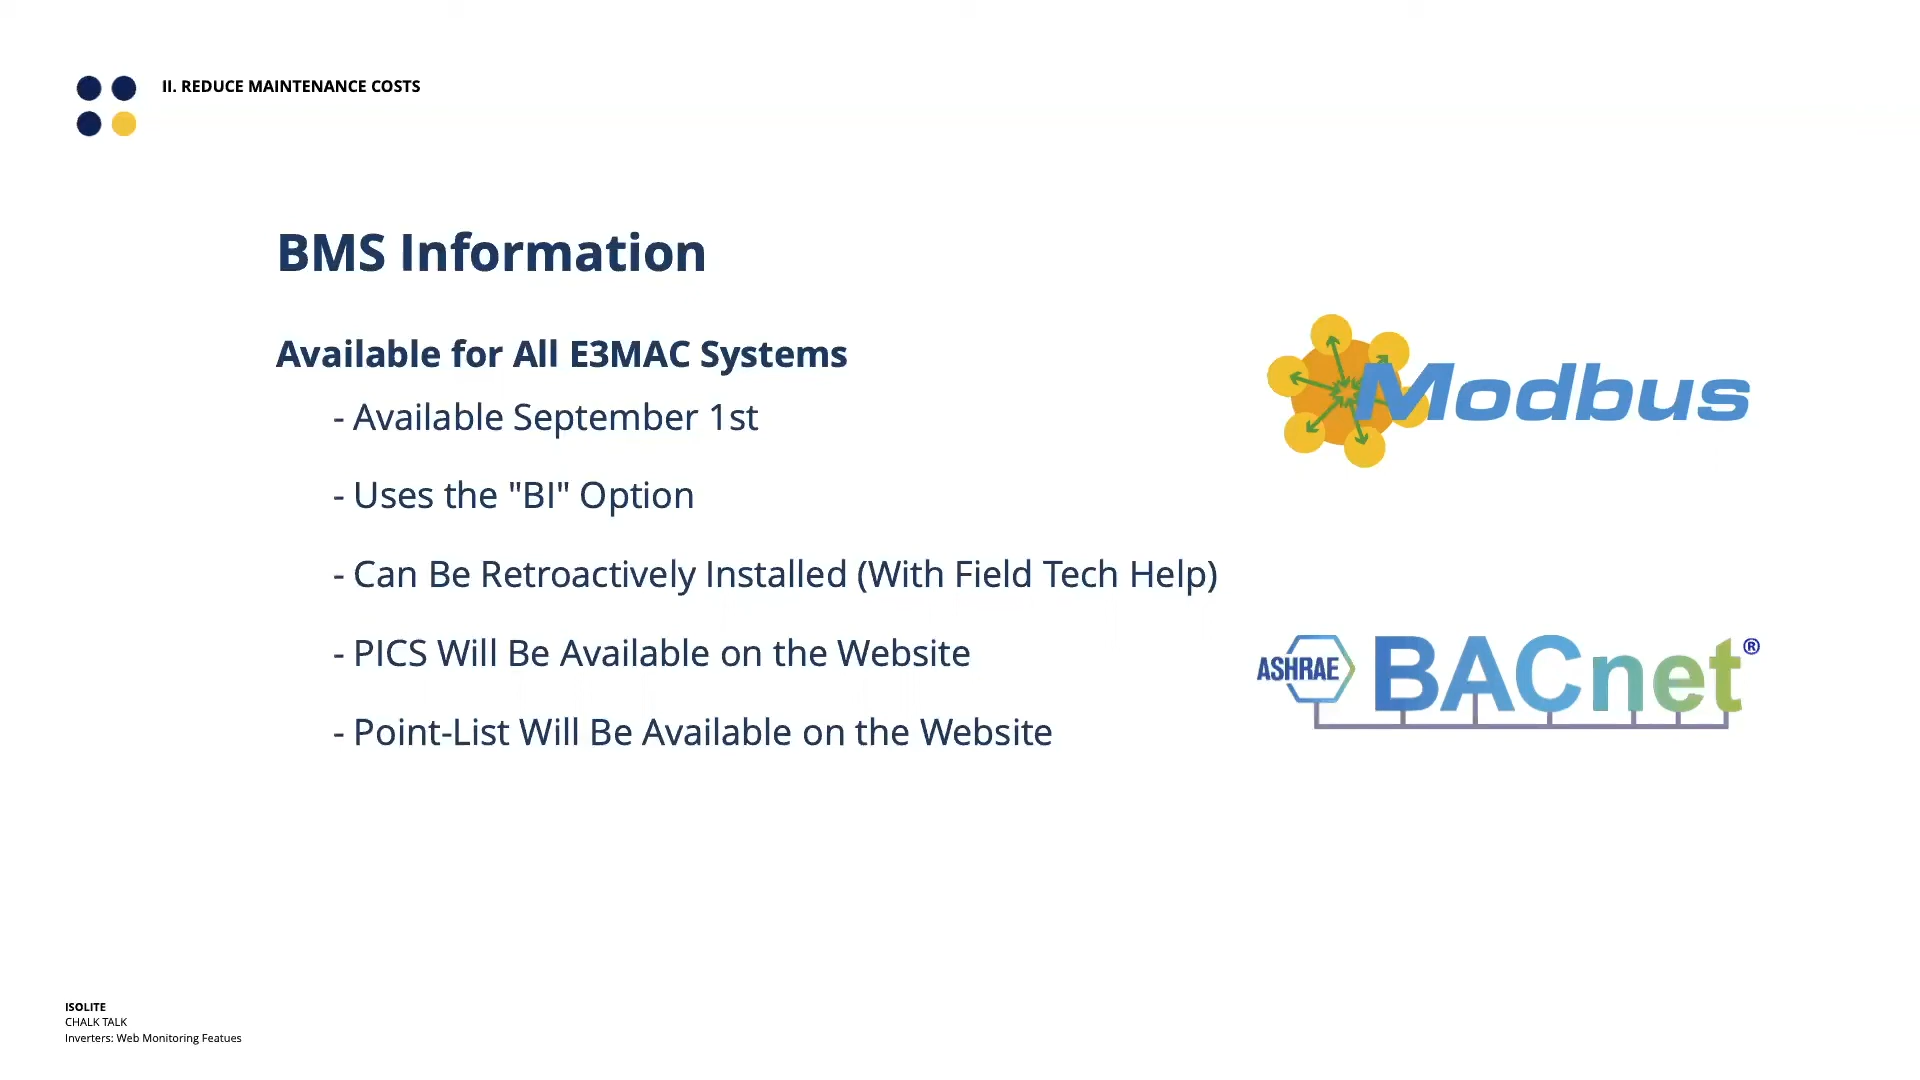 II. REDUCE MAINTENANCE COSTS
BMS Information
Available for All E3MAC Systems
- Available September 1st
- Uses the "BI" Option
- Can Be Retroactively Installed (With Field Tech Help)
- PICS Will Be Available on the Website
- Point-List Will Be Available on the Website
Modbus
ASHRAE BACnet®
ISOLITE
CHALK TALK
Inverters: Web Monitoring Featues